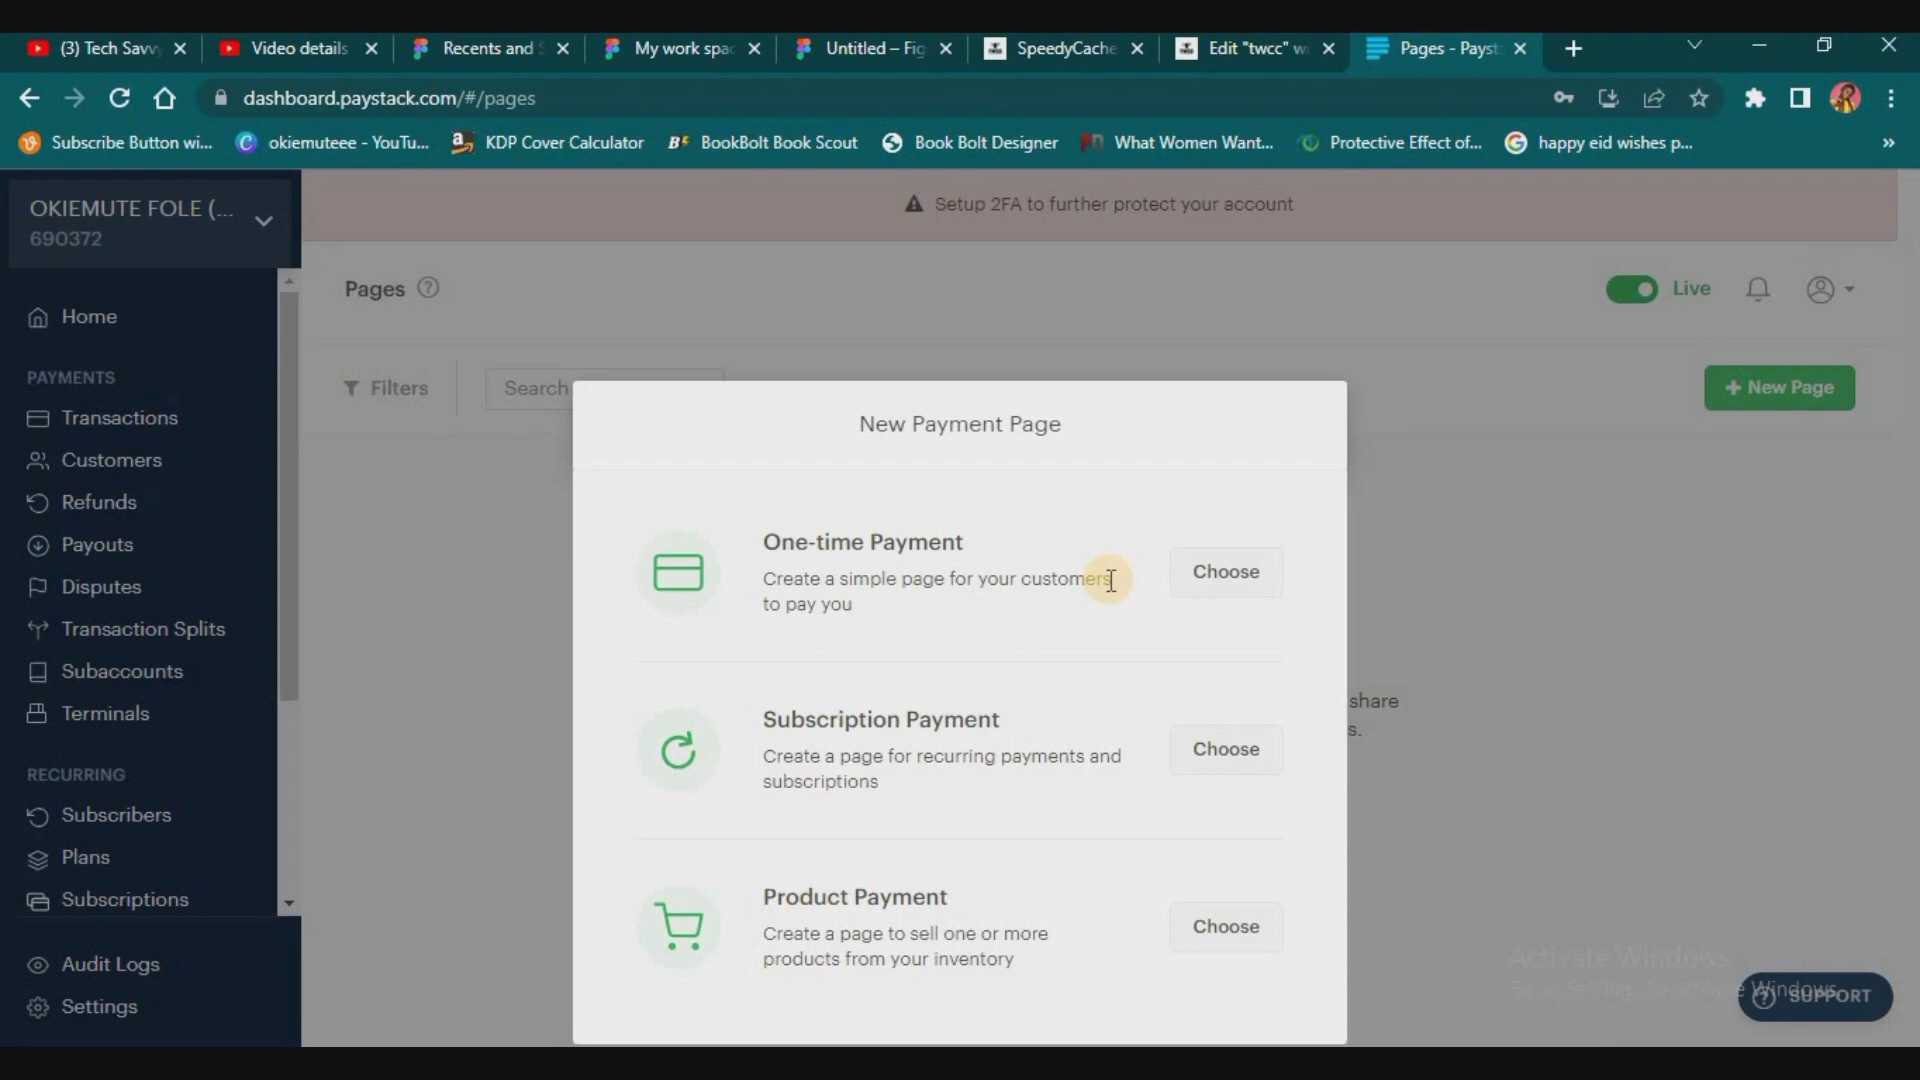 (3) Tech Savv
Video details
Recents and S
My work spac
Untitled – Fig
SpeedyCache
Edit "twcc" w
Pages - Payst
dashboard.paystack.com/#/pages
Subscribe Button wi...
okiemuteee - YouTu...
KDP Cover Calculator
BookBolt Book Scout
Book Bolt Designer
What Women Want...
Protective Effect of...
happy eid wishes p...
»
OKIEMUTE FOLE (...
690372
Setup 2FA to further protect your account
Pages
Live
Filters
Search
+ New Page
Home
PAYMENTS
Transactions
Customers
Refunds
Payouts
Disputes
Transaction Splits
Subaccounts
Terminals
RECURRING
Subscribers
Plans
Subscriptions
Audit Logs
Settings
New Payment Page
One-time Payment
Create a simple page for your customers
to pay you
Choose
Subscription Payment
Create a page for recurring payments and
subscriptions
Choose
Product Payment
Create a page to sell one or more
products from your inventory
Choose
share
s.
Activate Windows
Windows.
SUPPORT